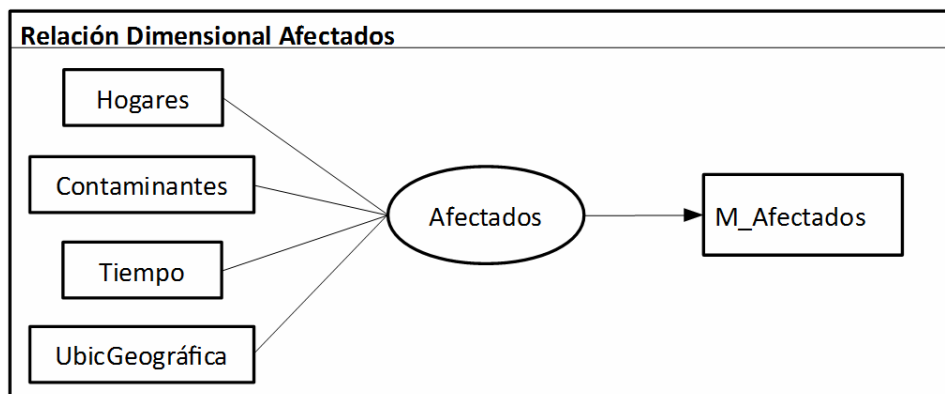 Relación Dimensional Afectados
Hogares
Contaminantes
Tiempo
UbicGeográfica
Afectados
M_Afectados